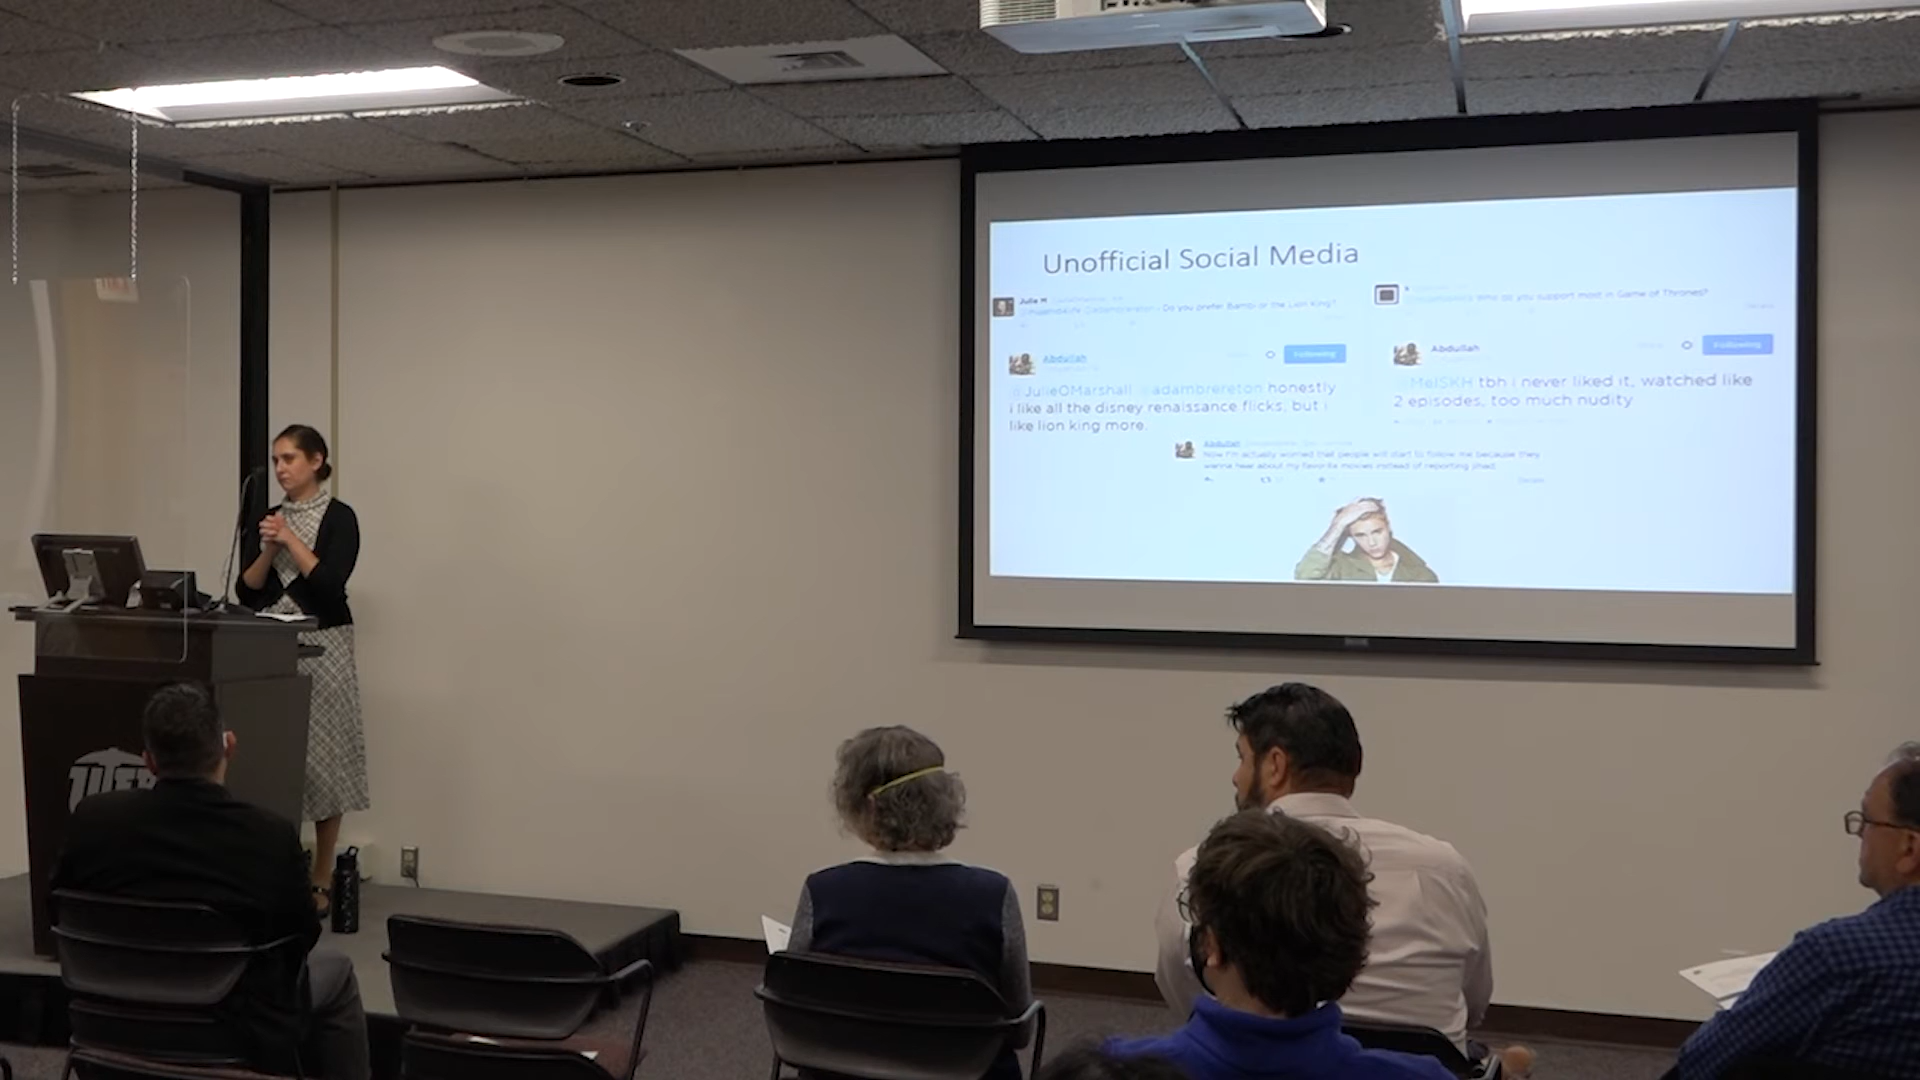 Unofficial Social Media
Julie M
Do you prefer Bambi or the Lion King?
Who do you support most in Game of Thrones?
Abdullah
Following
@JulieOMarshall @adambrereton honestly
i like all the disney renaissance flicks, but i
like lion king more.
Abdullah
Following
@MelSKH tbh i never liked it, watched like
2 episodes, too much nudity
Abdullah
Now I'm actually worried that people will start to follow me because they
wanna hear about my favorite movies instead of reporting jihad.
UTEP